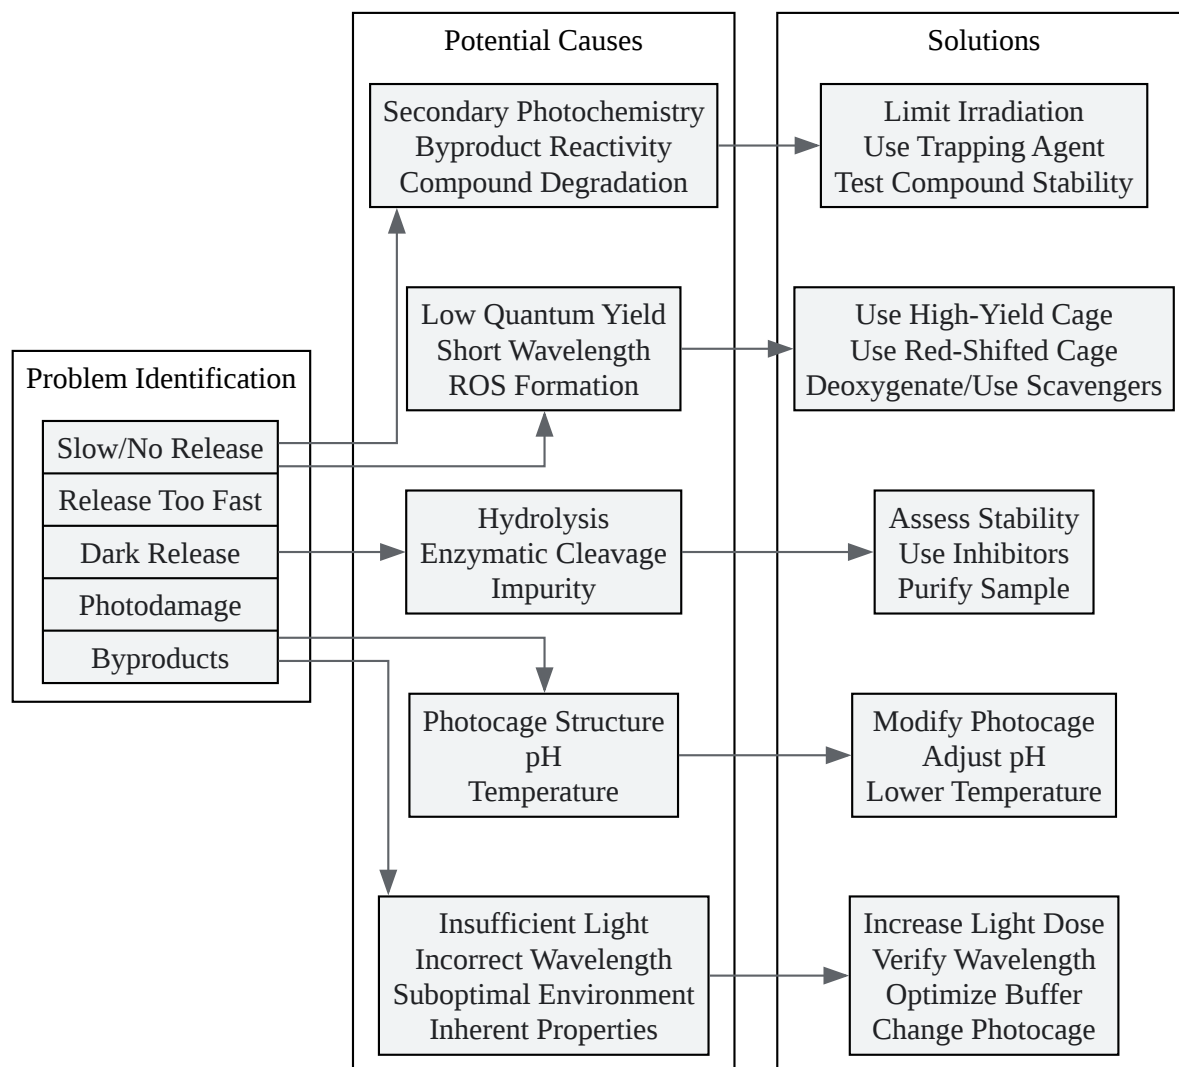 Problem Identification
Slow/No Release
Release Too Fast
Dark Release
Photodamage
Byproducts
Potential Causes
Secondary Photochemistry
Byproduct Reactivity
Compound Degradation
Low Quantum Yield
Short Wavelength
ROS Formation
Hydrolysis
Enzymatic Cleavage
Impurity
Photocage Structure
pH
Temperature
Insufficient Light
Incorrect Wavelength
Suboptimal Environment
Inherent Properties
Solutions
Limit Irradiation
Use Trapping Agent
Test Compound Stability
Use High-Yield Cage
Use Red-Shifted Cage
Deoxygenate/Use Scavengers
Assess Stability
Use Inhibitors
Purify Sample
Modify Photocage
Adjust pH
Lower Temperature
Increase Light Dose
Verify Wavelength
Optimize Buffer
Change Photocage